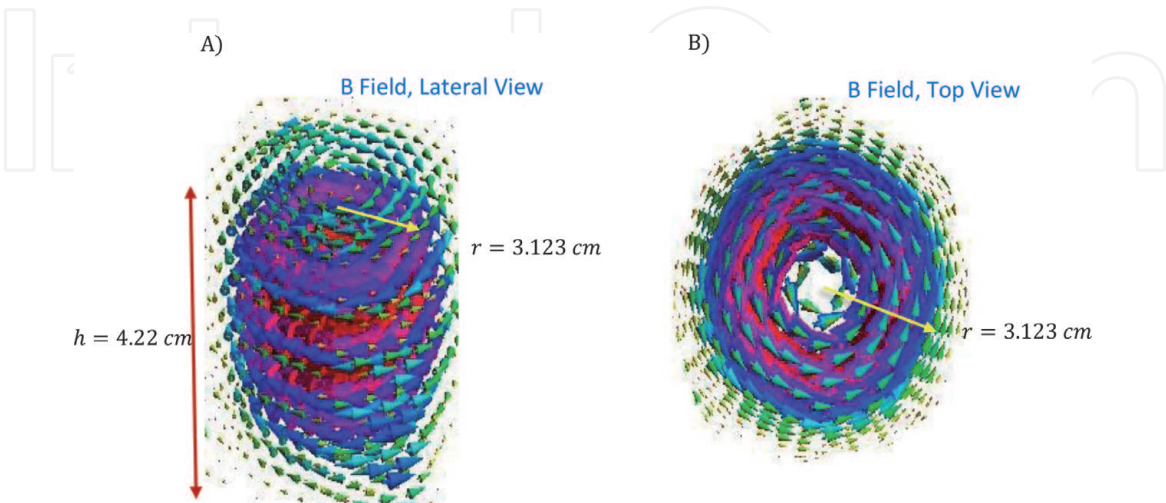 A)
B Field, Lateral View
r = 3.123 cm
h = 4.22 cm
B)
B Field, Top View
r = 3.123 cm